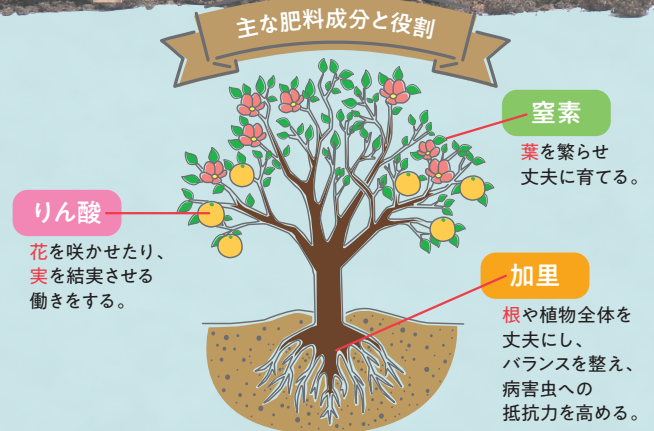 主な肥料成分と役割
窒素
葉を繁らせ
丈夫に育てる。
りん酸
花を咲かせたり、
実を結実させる
働きをする。
加里
根や植物全体を
丈夫にし、
バランスを整え、
病害虫への
抵抗力を高める。